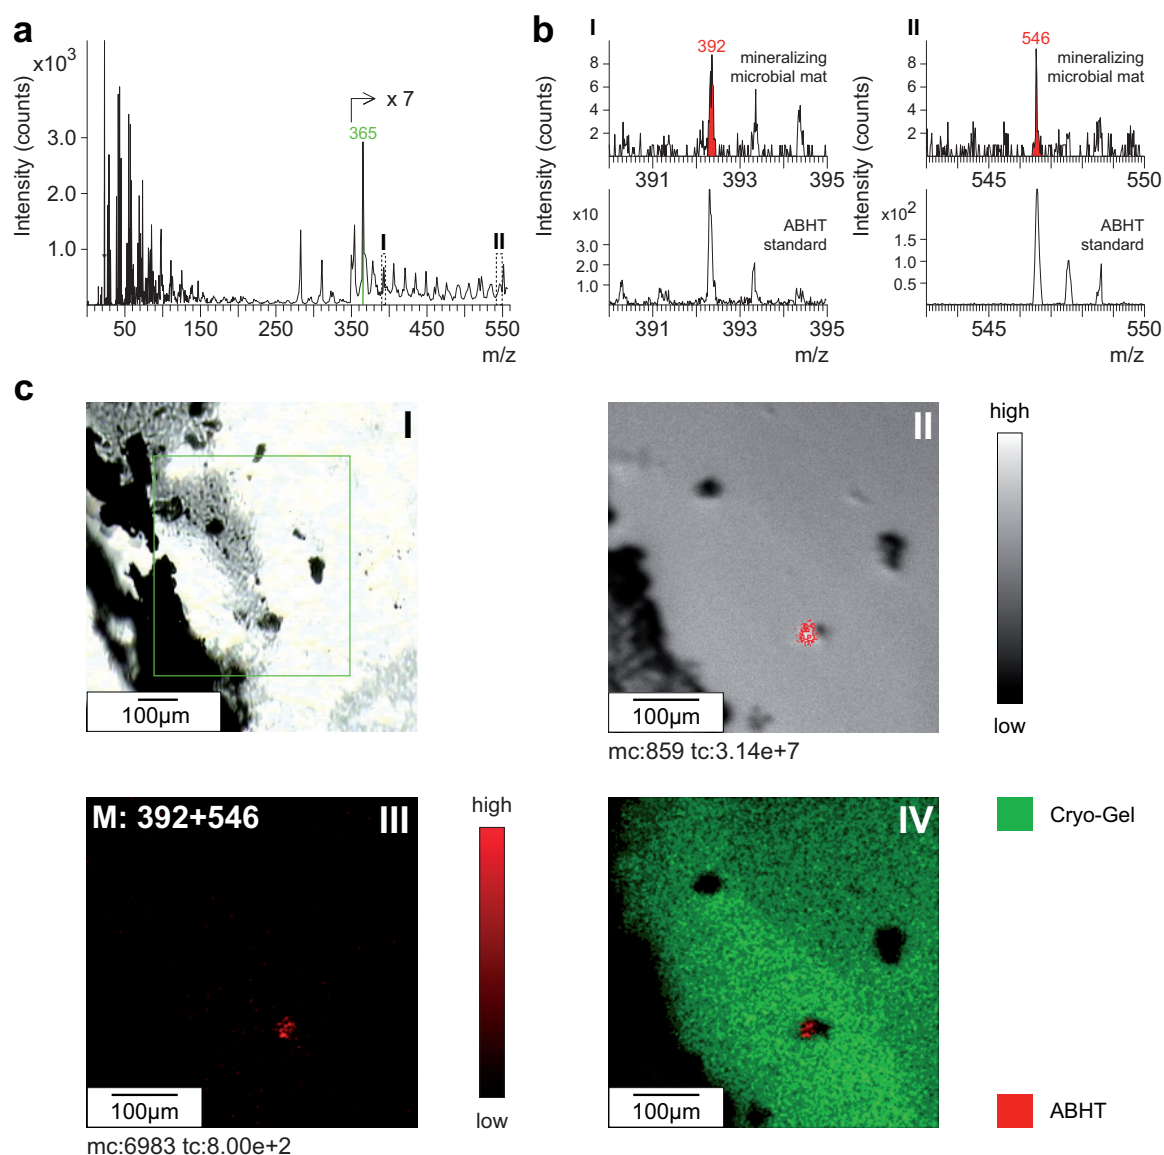 a
x10³
Intensity (counts)
3.0
2.0
1.0
x 7
365
I
II
50
150
250
350
450
550
m/z
b
I
Intensity (counts)
8
6
4
2
392
mineralizing
microbial mat
391
393
395
x10
3.0
2.0
1.0
ABHT
standard
391
393
395
m/z
II
Intensity (counts)
8
6
4
2
546
mineralizing
microbial mat
545
550
x10²
1.5
1.0
0.5
ABHT
standard
545
550
m/z
c
I
100µm
II
100µm
mc:859 tc:3.14e+7
high
low
M: 392+546
III
100µm
mc:6983 tc:8.00e+2
high
low
IV
100µm
Cryo-Gel
ABHT